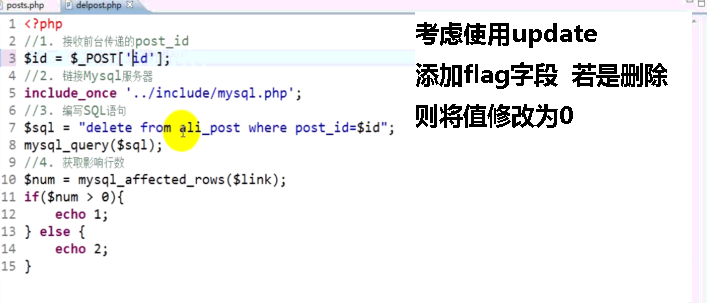 posts.php
delpost.php
考虑使用update
添加flag字段 若是删除
则将值修改为0
1 <?php
2 //1. 接收前台传递的post_id
3 $id = $_POST['id'];
4 //2. 链接Mysql服务器
5 include_once '../include/mysql.php';
6 //3. 编写SQL语句
7 $sql = "delete from ali_post where post_id=$id";
8 mysql_query($sql);
9 //4. 获取影响行数
10 $num = mysql_affected_rows($link);
11 if($num > 0){
12 echo 1;
13 } else {
14 echo 2;
15 }